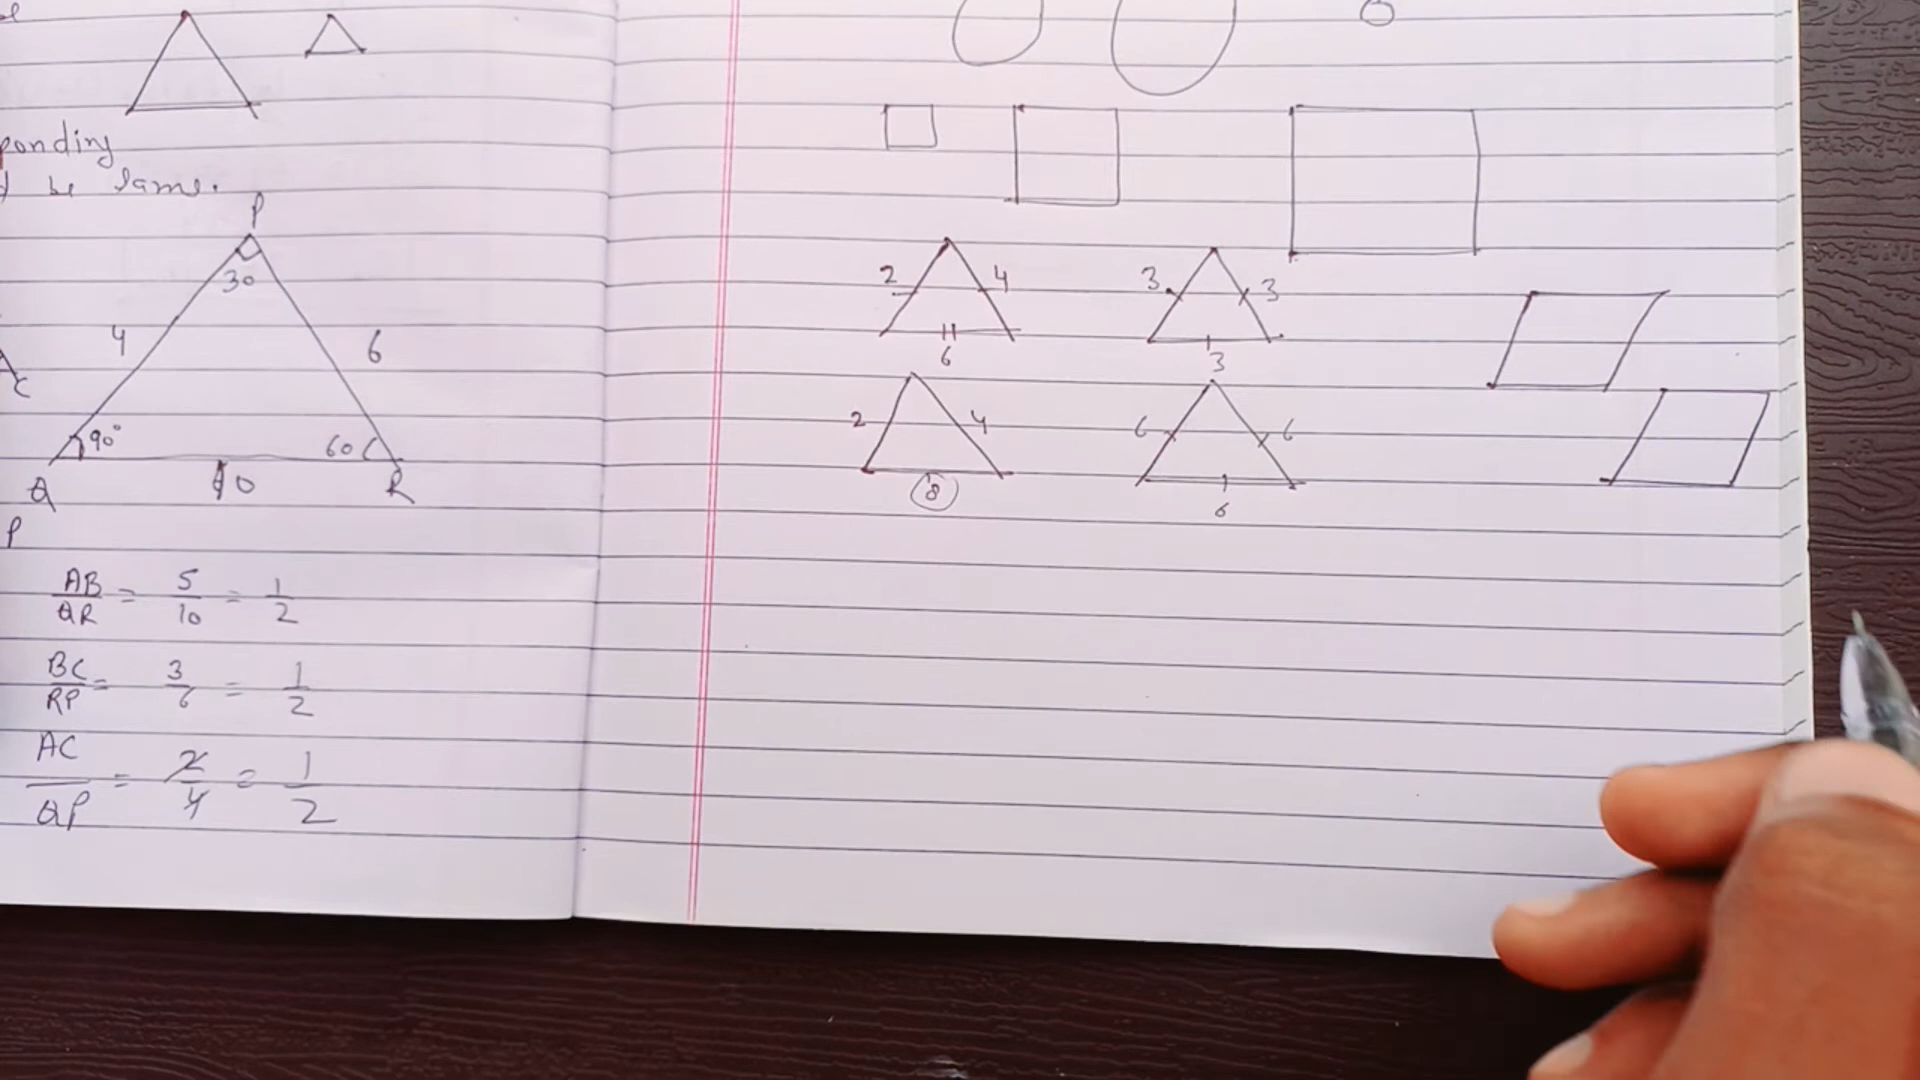 ponding
be same.
P
30
4
6
C
90°
60
Q
10
R
P
AB/QR = 5/10 = 1/2
BC/RP = 3/6 = 1/2
AC/QP = 2/4 = 1/2
2 4
6
3 3
3
2 4
8
6 6
6